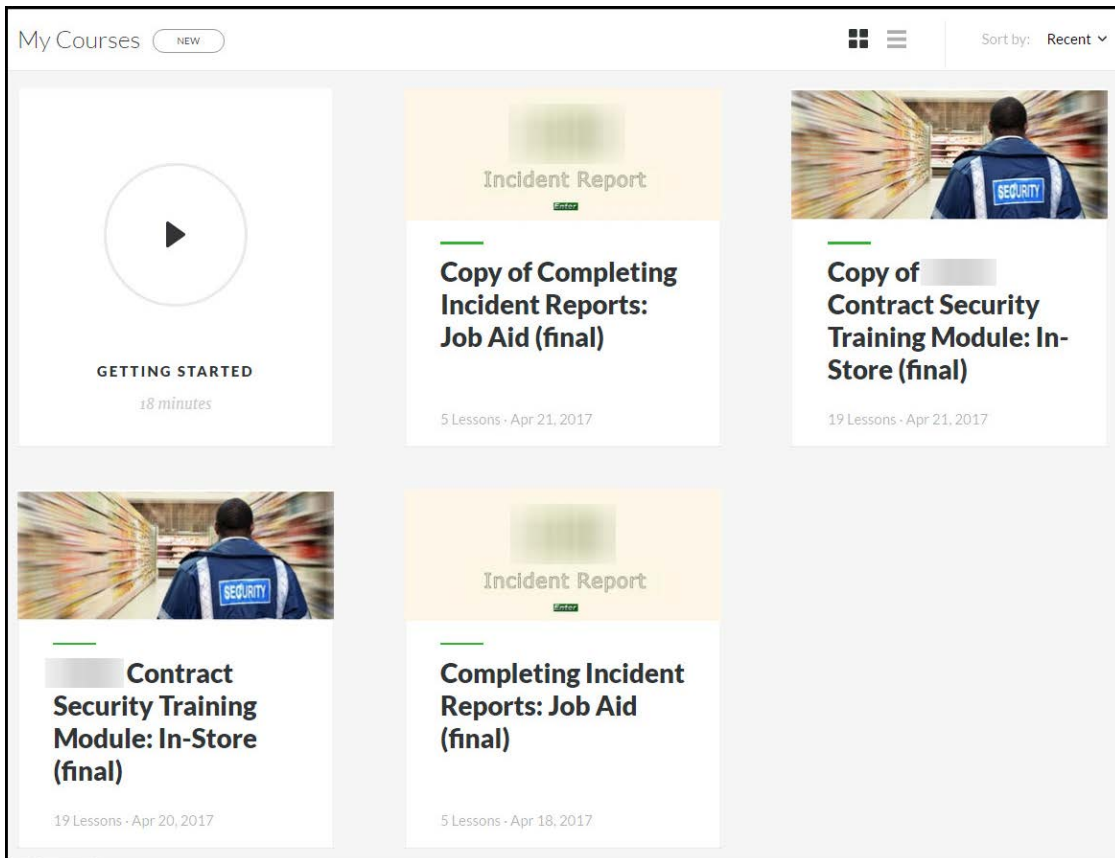 My Courses NEW
Sort by: Recent
GETTING STARTED
18 minutes
Incident Report
Enter
Copy of Completing
Incident Reports:
Job Aid (final)
5 Lessons · Apr 21, 2017
SECURITY
Copy of
Contract Security
Training Module: In-
Store (final)
19 Lessons · Apr 21, 2017
SECURITY
Contract
Security Training
Module: In-Store
(final)
19 Lessons · Apr 20, 2017
Incident Report
Enter
Completing Incident
Reports: Job Aid
(final)
5 Lessons · Apr 18, 2017